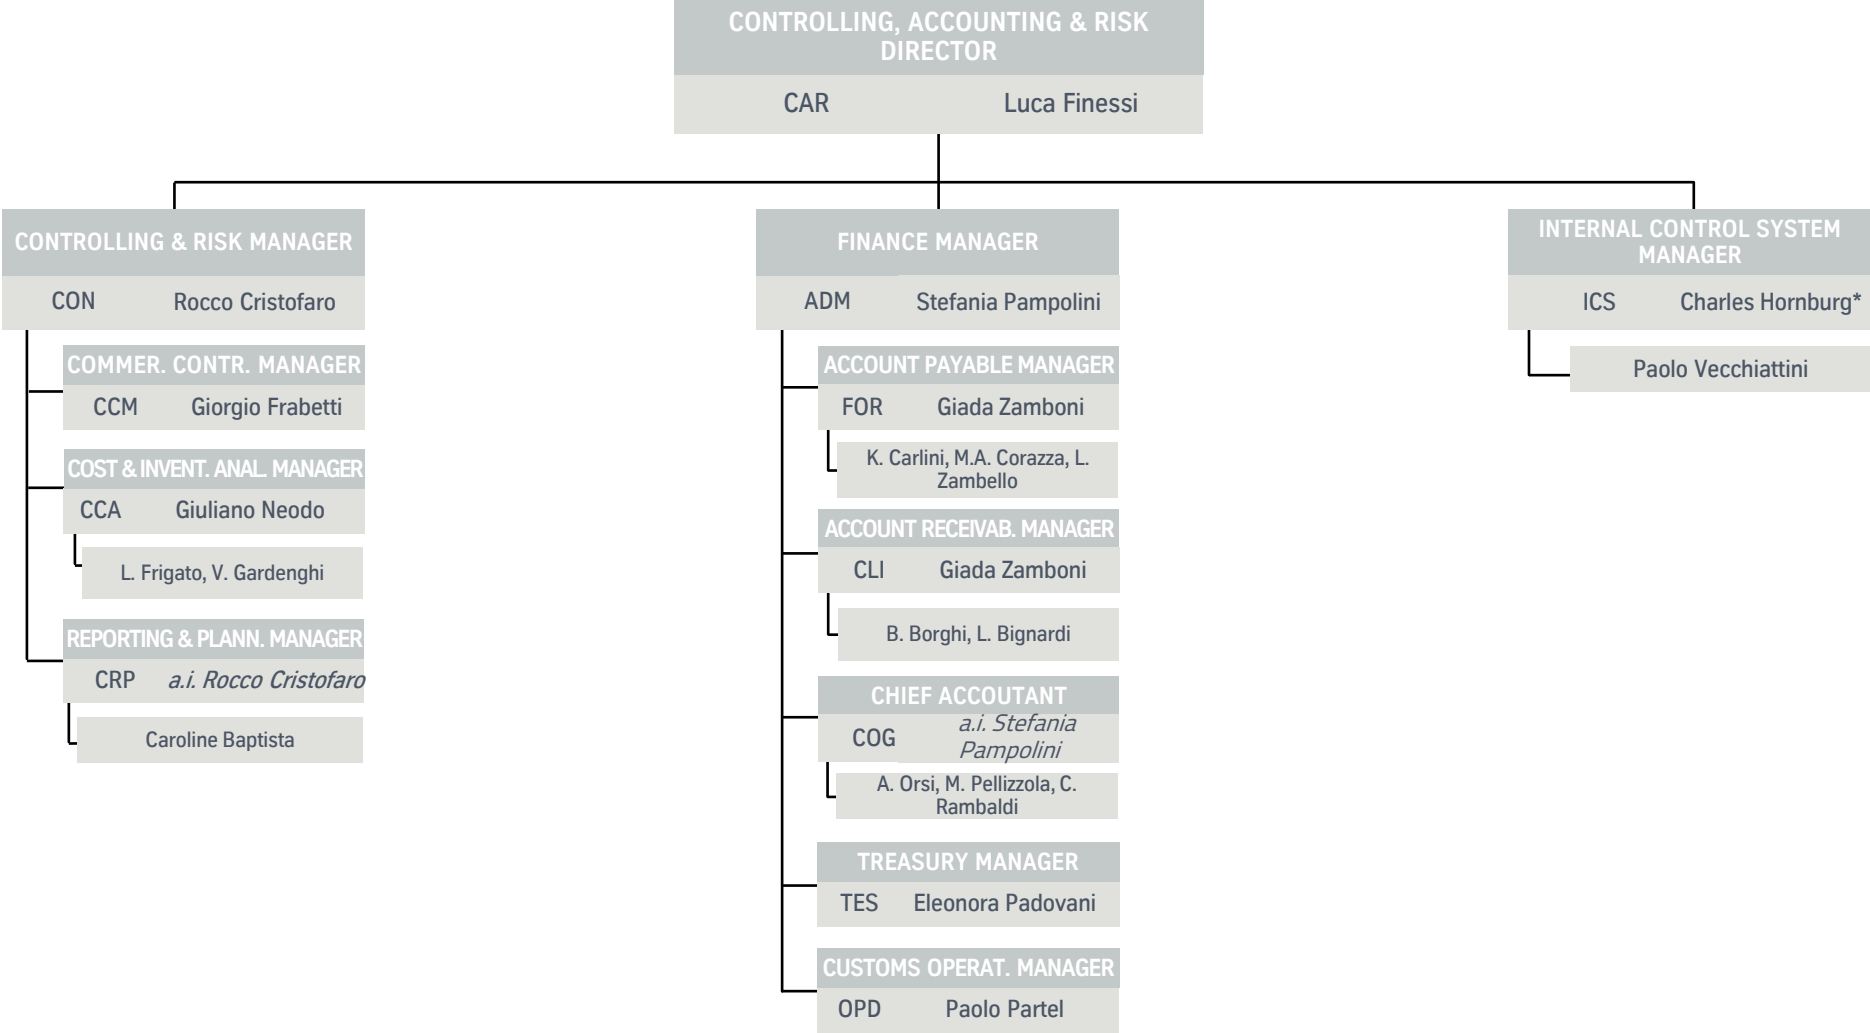 CONTROLLING, ACCOUNTING & RISK
DIRECTOR
CAR Luca Finessi
CONTROLLING & RISK MANAGER
CON Rocco Cristofaro
COMMER. CONTR. MANAGER
CCM Giorgio Frabetti
COST & INVENT. ANAL. MANAGER
CCA Giuliano Neodo
L. Frigato, V. Gardenghi
REPORTING & PLANN. MANAGER
CRP a.i. Rocco Cristofaro
Caroline Baptista
FINANCE MANAGER
ADM Stefania Pampolini
ACCOUNT PAYABLE MANAGER
FOR Giada Zamboni
K. Carlini, M.A. Corazza, L.
Zambello
ACCOUNT RECEIVAB. MANAGER
CLI Giada Zamboni
B. Borghi, L. Bignardi
CHIEF ACCOUTANT
COG a.i. Stefania
Pampolini
A. Orsi, M. Pellizzola, C.
Rambaldi
TREASURY MANAGER
TES Eleonora Padovani
CUSTOMS OPERAT. MANAGER
OPD Paolo Partel
INTERNAL CONTROL SYSTEM
MANAGER
ICS Charles Hornburg*
Paolo Vecchiattini